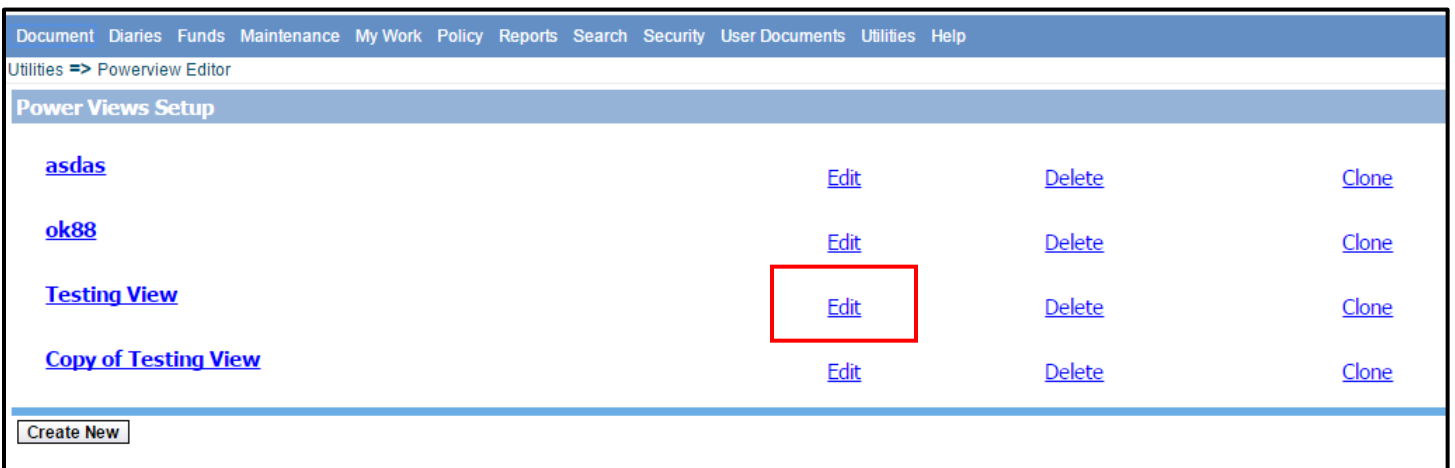 Document Diaries Funds Maintenance My Work Policy Reports Search Security User Documents Utilities Help
Utilities => Powerview Editor
Power Views Setup
asdas Edit Delete Clone
ok88 Edit Delete Clone
Testing View Edit Delete Clone
Copy of Testing View Edit Delete Clone
Create New